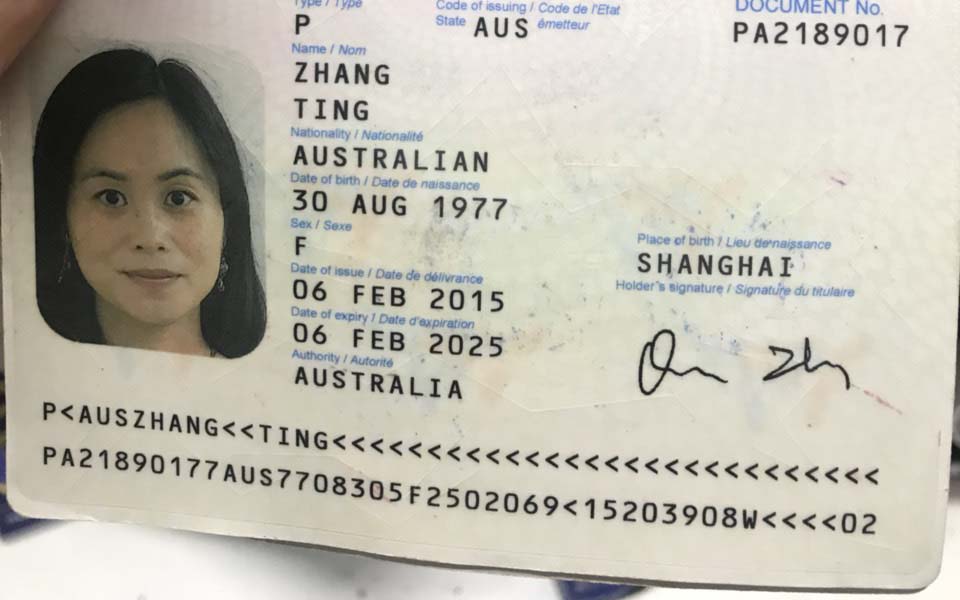 Type / Type
P
Code of issuing / Code de l'Etat
State AUS émetteur
DOCUMENT No.
PA2189017
Name / Nom
ZHANG
TING
Nationality / Nationalité
AUSTRALIAN
Date of birth / Date de naissance
30 AUG 1977
Sex / Sexe
F
Place of birth / Lieu de naissance
SHANGHAI
Date of issue / Date de délivrance
06 FEB 2015
Holder's signature / Signature du titulaire
Date of expiry / Date d'expiration
06 FEB 2025
Authority / Autorité
AUSTRALIA
P<AUSZHANG<<TING<<<<<<<<<<<<<<<<<<<<<<<<<<<<
PA21890177AUS7708305F2502069<15203908W<<<<02